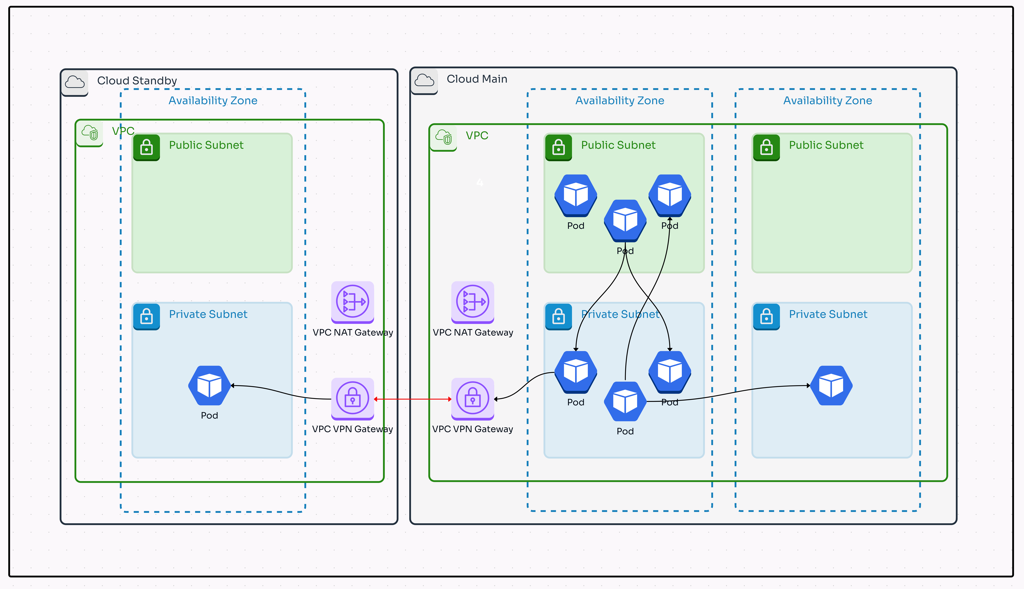 Cloud Standby
Availability Zone
VPC
Public Subnet
VPC NAT Gateway
Private Subnet
Pod
VPC VPN Gateway
Cloud Main
Availability Zone
Availability Zone
VPC
Public Subnet
Public Subnet
Pod
Pod
Pod
VPC NAT Gateway
Private Subnet
Private Subnet
Pod
Pod
Pod
VPC VPN Gateway